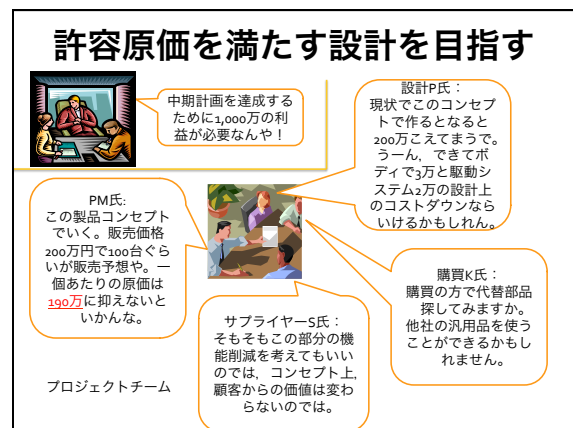 許容原価を満たす設計を目指す
中期計画を達成する
ために1,000万の利
益が必要なんや！
設計P氏：
現状でこのコンセプ
トで作るとなると
200万こえてまうで。
うーん，できてボ
ディで3万と駆動シ
ステム2万の設計上
のコストダウンなら
いけるかもしれん。
PM氏:
この製品コンセプト
でいく。販売価格
200万円で100台ぐら
いが販売予想や。一
個あたりの原価は
190万に抑えないと
いかんな。
購買K氏：
購買の方で代替部品
探してみますか。
他社の汎用品を使う
ことができるかもし
れません。
サプライヤーS氏：
そもそもこの部分の機
能削減を考えてもいい
のでは，コンセプト上，
顧客からの価値は変わ
らないのでは。
プロジェクトチーム